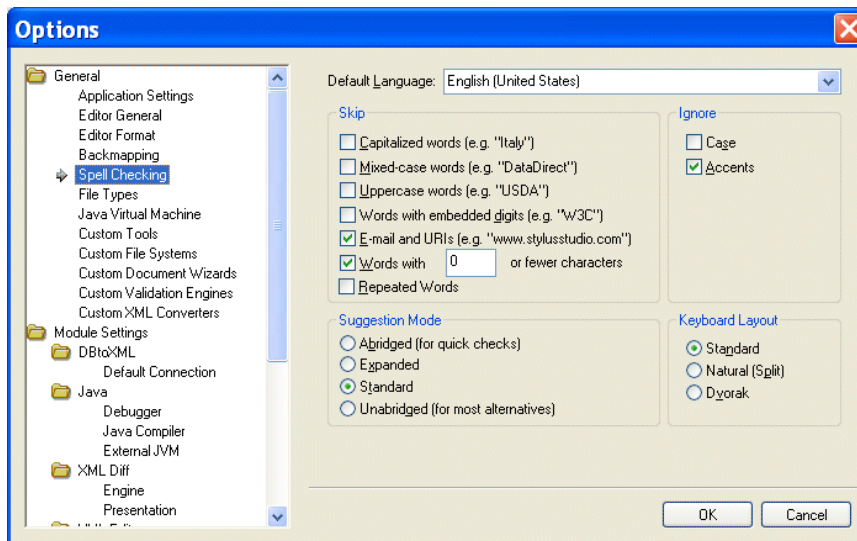 Options
General
Application Settings
Editor General
Editor Format
Backmapping
Spell Checking
File Types
Java Virtual Machine
Custom Tools
Custom File Systems
Custom Document Wizards
Custom Validation Engines
Custom XML Converters
Module Settings
DBtoXML
Default Connection
Java
Debugger
Java Compiler
External JVM
XML Diff
Engine
Presentation
Default Language: English (United States)
Skip
Capitalized words (e.g. "Italy")
Mixed-case words (e.g. "DataDirect")
Uppercase words (e.g. "USDA")
Words with embedded digits (e.g. "W3C")
E-mail and URIs (e.g. "www.stylusstudio.com")
Words with 0 or fewer characters
Repeated Words
Ignore
Case
Accents
Suggestion Mode
Abridged (for quick checks)
Expanded
Standard
Unabridged (for most alternatives)
Keyboard Layout
Standard
Natural (Split)
Dvorak
OK Cancel